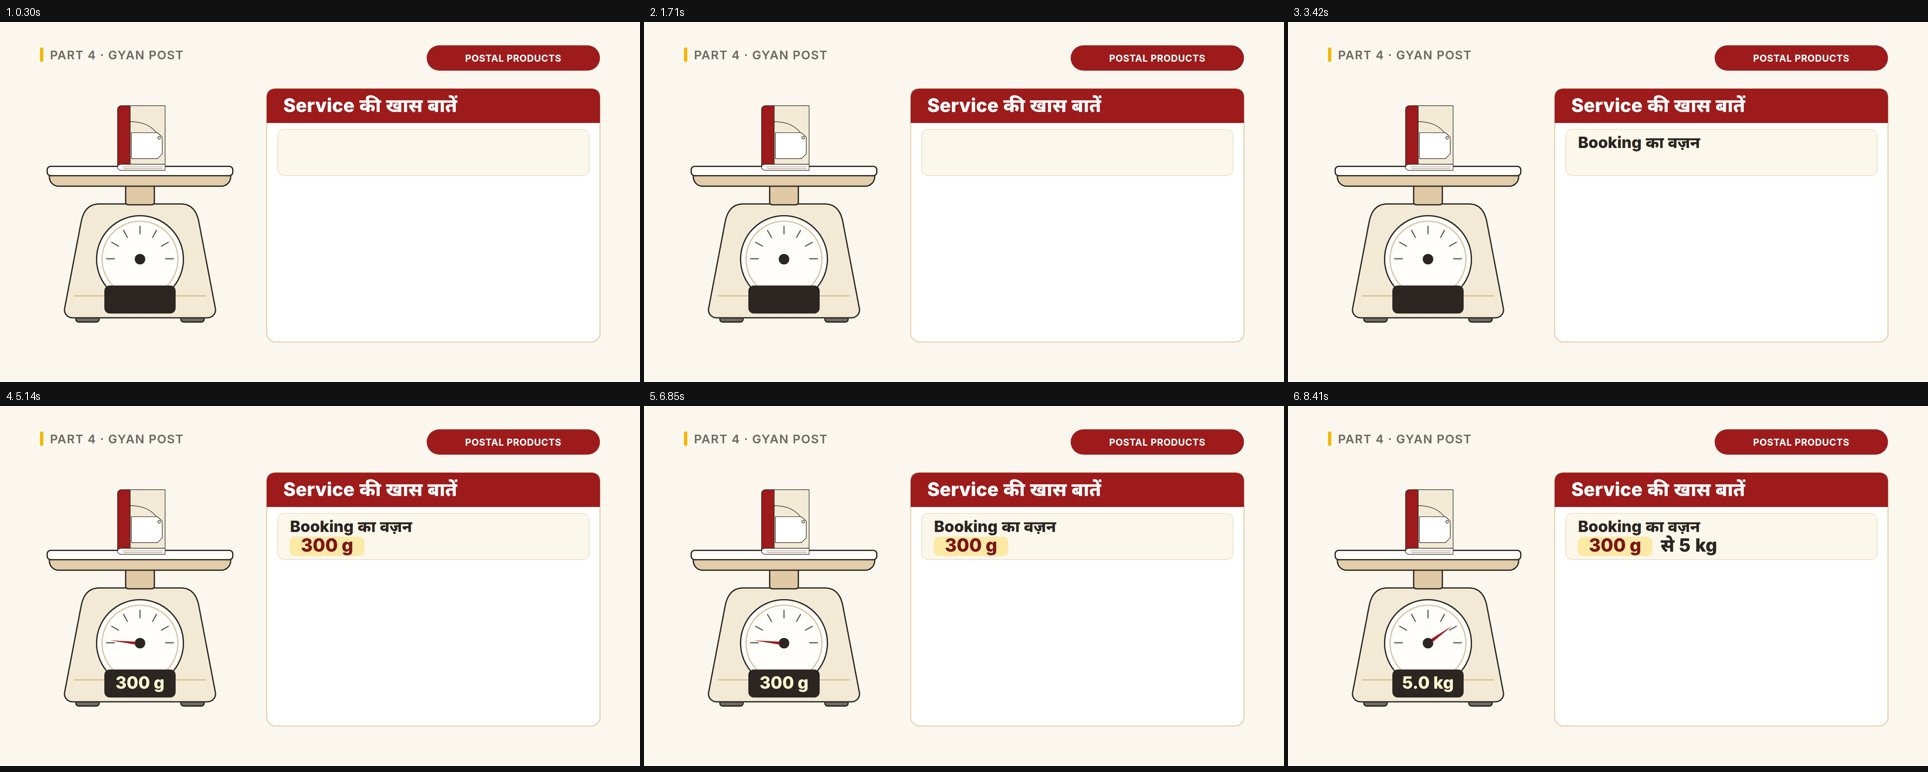 1. 0.30s
PART 4 · GYAN POST
POSTAL PRODUCTS
Service की खास बातें
2. 1.71s
PART 4 · GYAN POST
POSTAL PRODUCTS
Service की खास बातें
3. 3.42s
PART 4 · GYAN POST
POSTAL PRODUCTS
Service की खास बातें
Booking का वज़न
4. 5.14s
PART 4 · GYAN POST
POSTAL PRODUCTS
Service की खास बातें
Booking का वज़न
300 g
300 g
5. 6.85s
PART 4 · GYAN POST
POSTAL PRODUCTS
Service की खास बातें
Booking का वज़न
300 g
300 g
6. 8.41s
PART 4 · GYAN POST
POSTAL PRODUCTS
Service की खास बातें
Booking का वज़न
300 g से 5 kg
5.0 kg